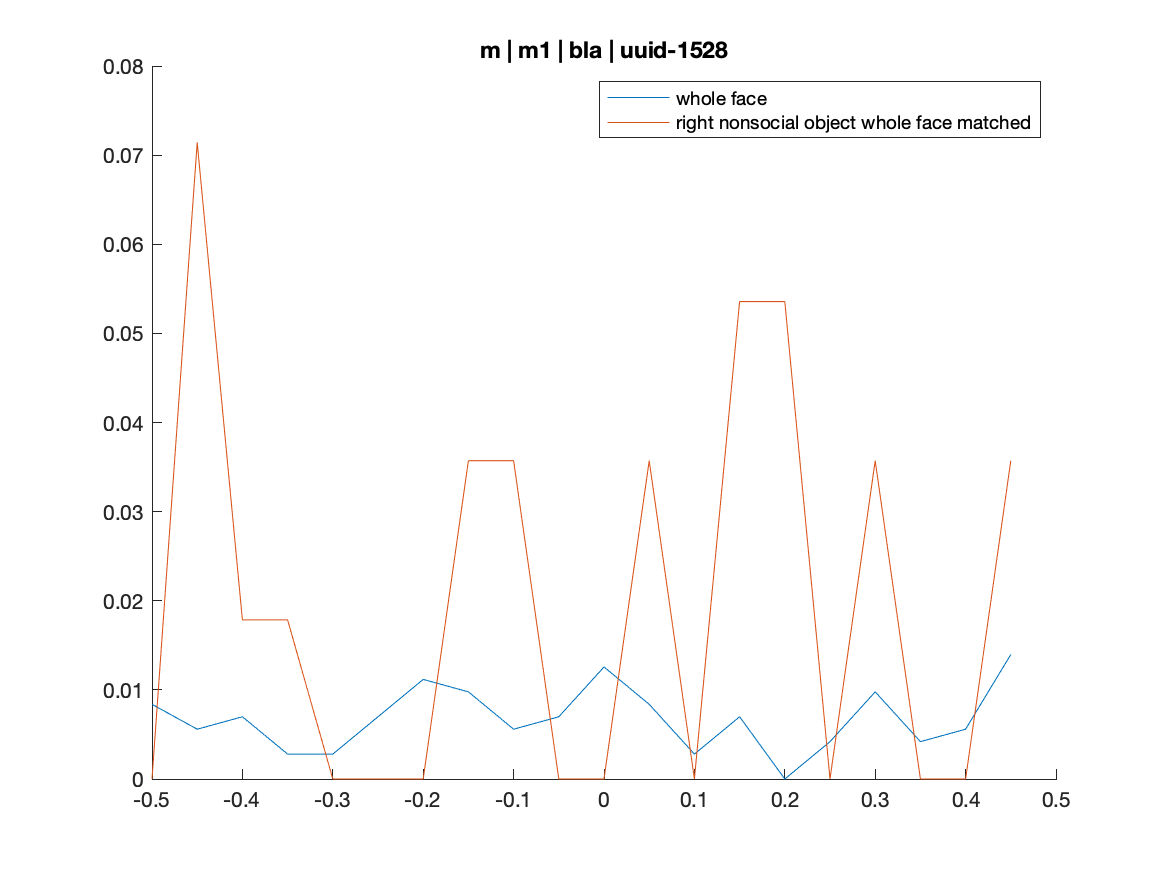 m | m1 | bla | uuid-1528
whole face
right nonsocial object whole face matched
0.08
0.07
0.06
0.05
0.04
0.03
0.02
0.01
0
-0.5 -0.4 -0.3 -0.2 -0.1 0 0.1 0.2 0.3 0.4 0.5